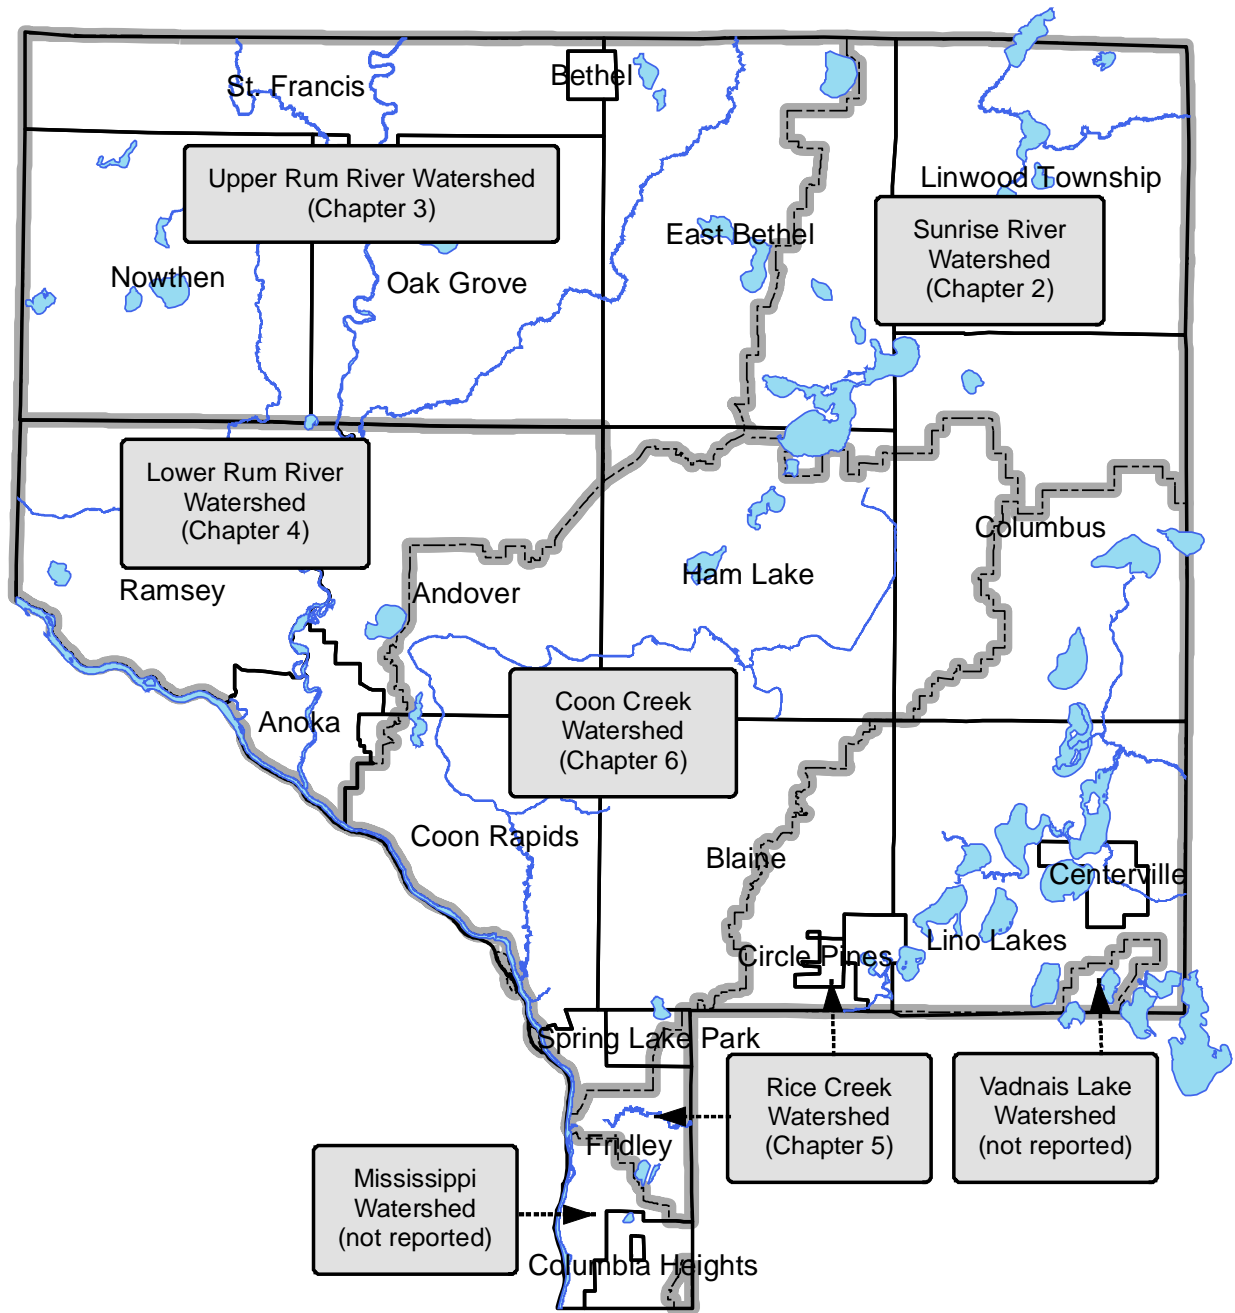 St. Francis
Bethel
Upper Rum River Watershed
(Chapter 3)
Linwood Township
Sunrise River
Watershed
(Chapter 2)
East Bethel
Nowthen
Oak Grove
Lower Rum River
Watershed
(Chapter 4)
Columbus
Ramsey
Andover
Ham Lake
Anoka
Coon Creek
Watershed
(Chapter 6)
Coon Rapids
Blaine
Centerville
Circle Pines
Lino Lakes
Spring Lake Park
Rice Creek
Watershed
(Chapter 5)
Vadnais Lake
Watershed
(not reported)
Fridley
Mississippi
Watershed
(not reported)
Columbia Heights